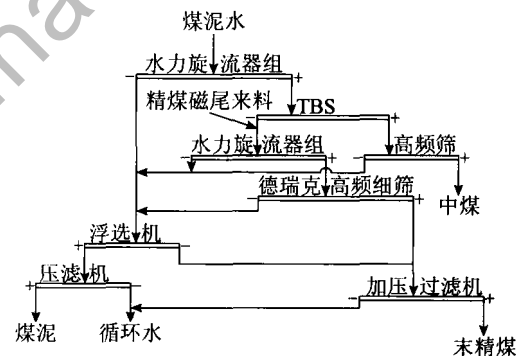 煤泥水
- 水力旋流器组 +
精煤磁尾来料
- TBS +
- 水力旋流器组 +
- 高频筛 +
- 德瑞克高频细筛 +
中煤
+ 浮选机 -
+ 压滤机 -
- 加压过滤机 +
煤泥
循环水
末精煤